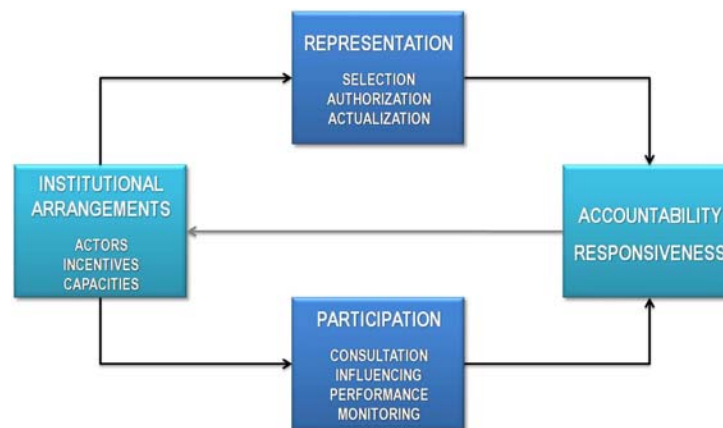 REPRESENTATION
SELECTION
AUTHORIZATION
ACTUALIZATION
INSTITUTIONAL
ARRANGEMENTS
ACTORS
INCENTIVES
CAPACITIES
ACCOUNTABILITY
RESPONSIVENESS
PARTICIPATION
CONSULTATION
INFLUENCING
PERFORMANCE
MONITORING